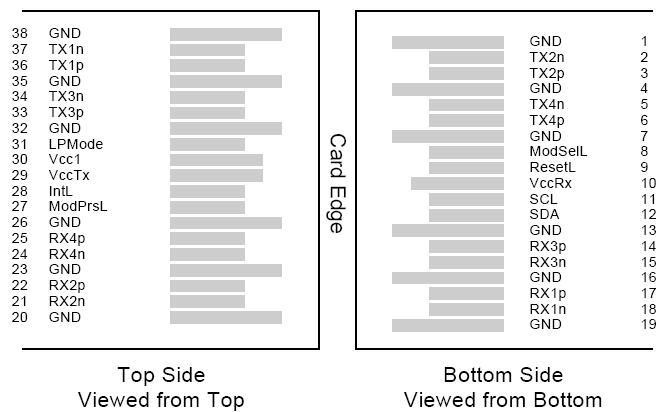 38 GND
37 TX1n
36 TX1p
35 GND
34 TX3n
33 TX3p
32 GND
31 LPMode
30 Vcc1
29 VccTx
28 IntL
27 ModPrsL
26 GND
25 RX4p
24 RX4n
23 GND
22 RX2p
21 RX2n
20 GND
Top Side
Viewed from Top
Card Edge
GND 1
TX2n 2
TX2p 3
GND 4
TX4n 5
TX4p 6
GND 7
ModSelL 8
ResetL 9
VccRx 10
SCL 11
SDA 12
GND 13
RX3p 14
RX3n 15
GND 16
RX1p 17
RX1n 18
GND 19
Bottom Side
Viewed from Bottom